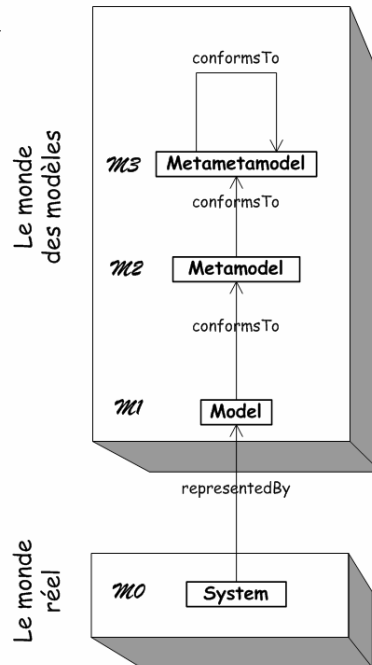 conformsTo
M3
Metametamodel
conformsTo
M2
Metamodel
conformsTo
M1
Model
Le monde
des modèles
representedBy
M0
System
Le monde
réel